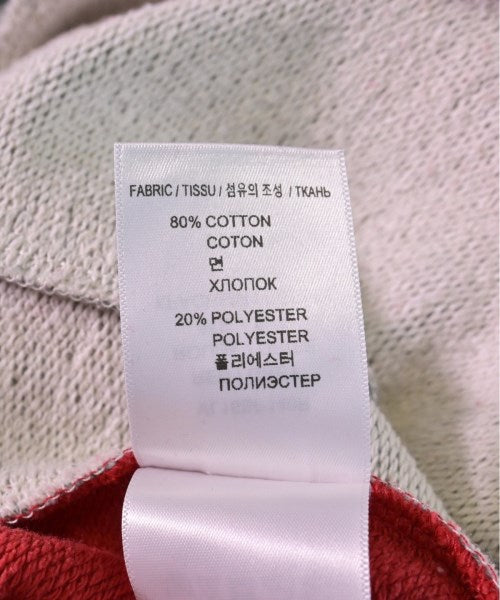 FABRIC / TISSU / 섬유의 조성 / ТКАНЬ
80% COTTON
COTON
면
ХЛОПОК
20% POLYESTER
POLYESTER
폴리에스터
ПОЛИЭСТЕР